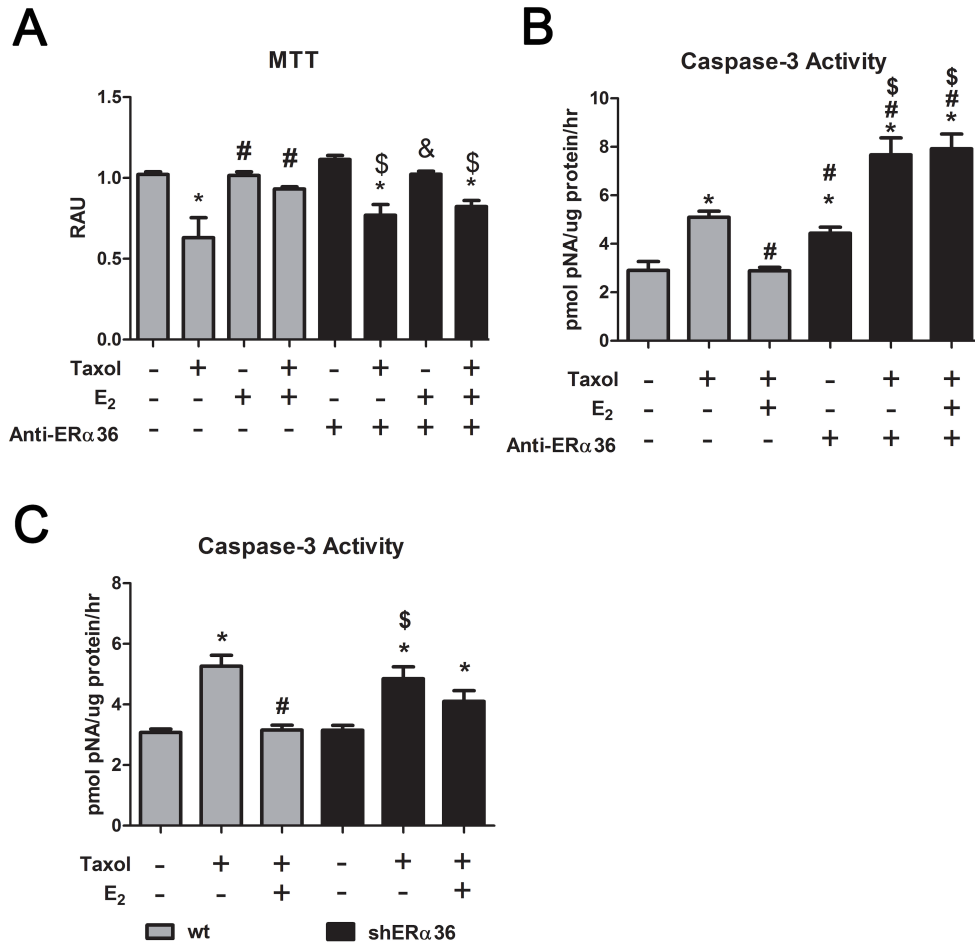 A
MTT
RAU
1.5
1.0
0.5
0.0
* # # $ * & $ *
Taxol - + - + - + - +
E2 - - + + - - + +
Anti-ERα36 - - - - + + + +
B
Caspase-3 Activity
pmol pNA/ug protein/hr
10
8
6
4
2
0
* # # * $ # * $ # *
Taxol - + + - + +
E2 - - + - - +
Anti-ERα36 - - - + + +
C
Caspase-3 Activity
pmol pNA/ug protein/hr
8
6
4
2
0
* # $ * *
Taxol - + + - + +
E2 - - + - - +
wt shERα36